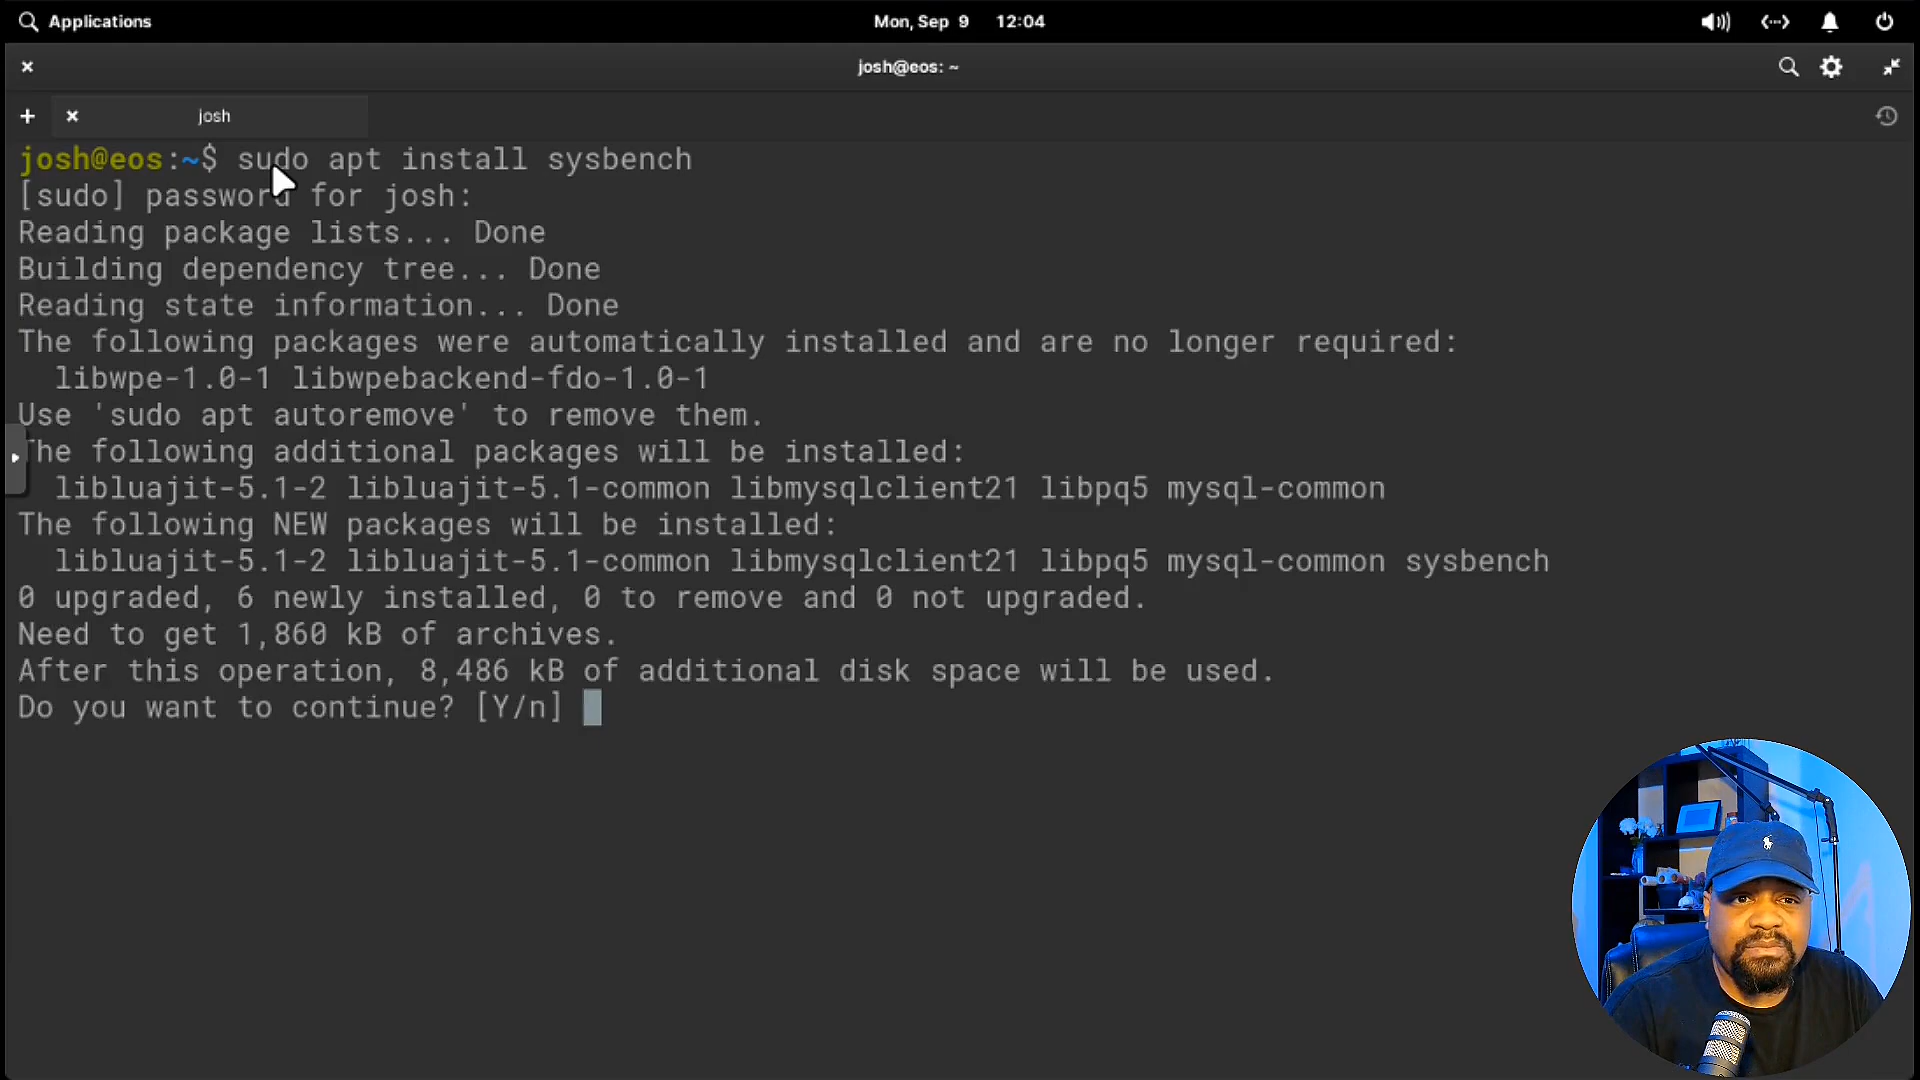 Applications
Mon, Sep 9 12:04
josh@eos: ~
josh
josh@eos:~$ sudo apt install sysbench
[sudo] password for josh:
Reading package lists... Done
Building dependency tree... Done
Reading state information... Done
The following packages were automatically installed and are no longer required:
libwpe-1.0-1 libwpebackend-fdo-1.0-1
Use 'sudo apt autoremove' to remove them.
The following additional packages will be installed:
libluajit-5.1-2 libluajit-5.1-common libmysqlclient21 libpq5 mysql-common
The following NEW packages will be installed:
libluajit-5.1-2 libluajit-5.1-common libmysqlclient21 libpq5 mysql-common sysbench
0 upgraded, 6 newly installed, 0 to remove and 0 not upgraded.
Need to get 1,860 kB of archives.
After this operation, 8,486 kB of additional disk space will be used.
Do you want to continue? [Y/n]